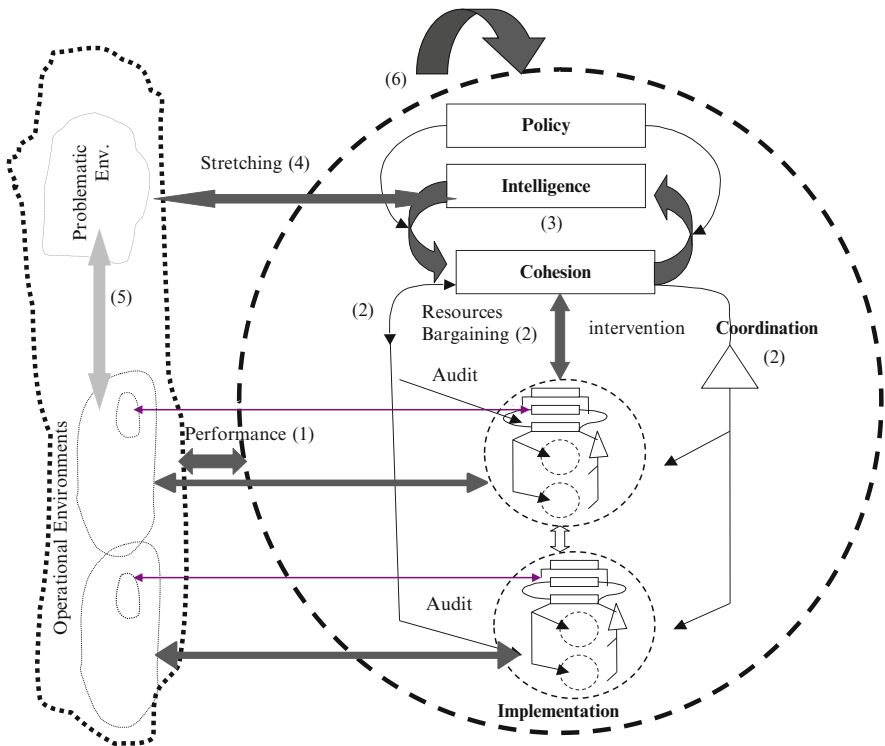 (6)
Policy
Problematic
Env.
Stretching (4)
Intelligence
(3)
Cohesion
(5)
(2)
Resources
Bargaining (2)
intervention
Coordination
(2)
Audit
Performance (1)
Operational Environments
Audit
Implementation